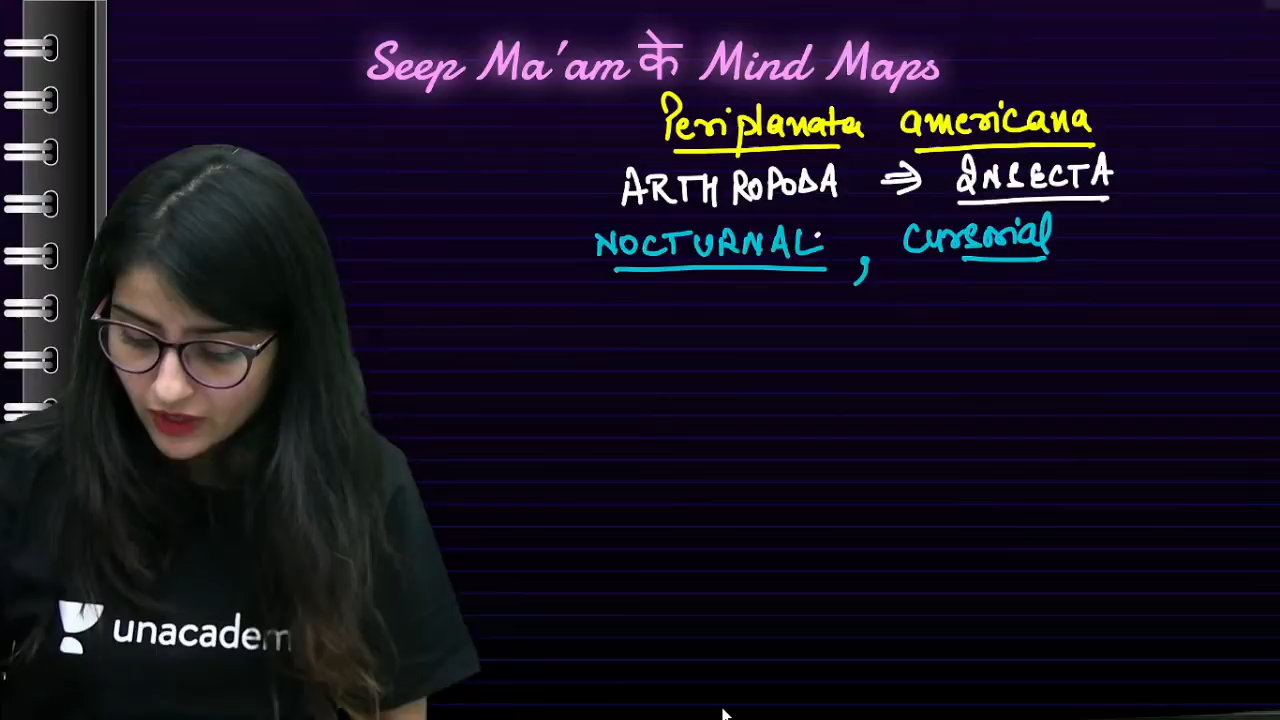 Seep Ma'am के Mind Maps
Periplanata americana
ARTHROPODA ⇒ INSECTA
NOCTURNAL , Cursorial
unacadem